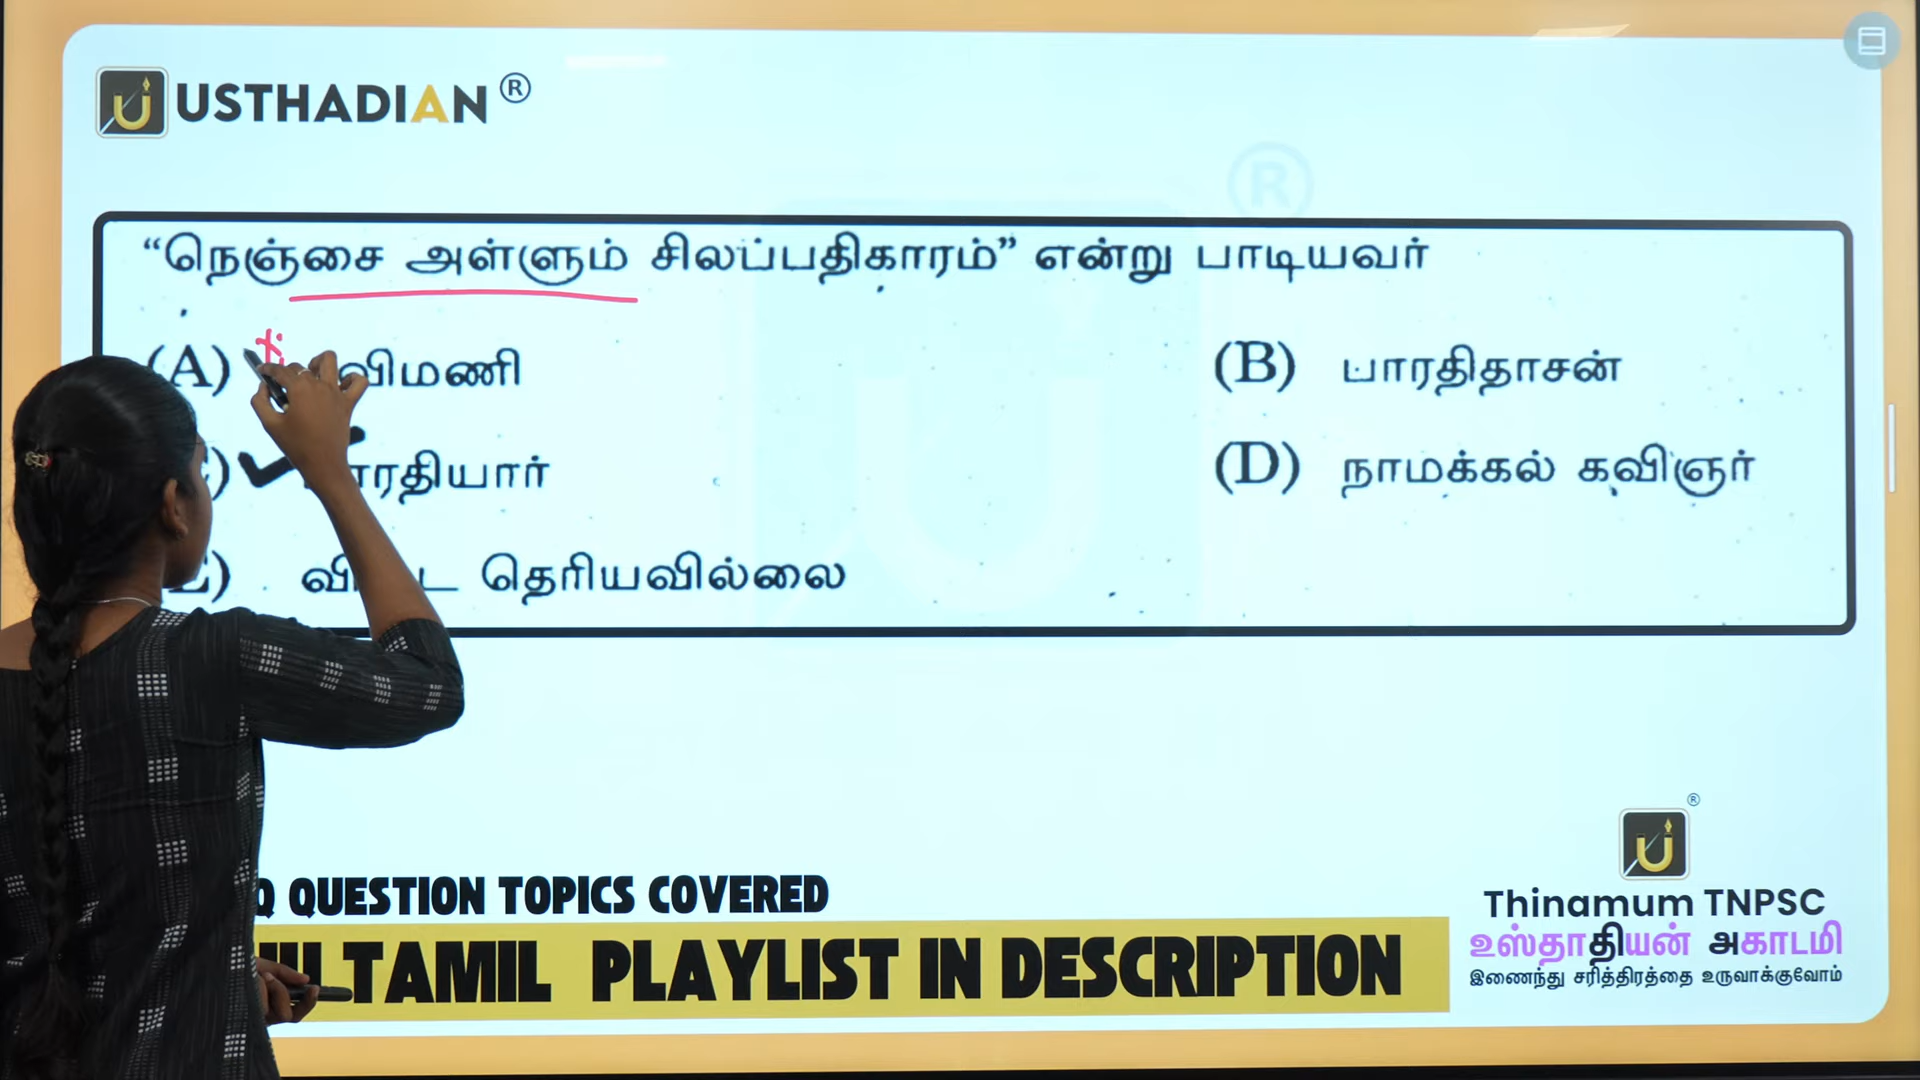 USTHADIAN ®
“நெஞ்சை அள்ளும் சிலப்பதிகாரம்” என்று பாடியவர்
(A) விமணி
(B) பாரதிதாசன்
ாரதியார்
(D) நாமக்கல் கவிஞர்
தெரியவில்லை
QUESTION TOPICS COVERED
TAMIL PLAYLIST IN DESCRIPTION
®
Thinamum TNPSC
உஸ்தாதியன் அகாடமி
இணைந்து சரித்திரத்தை உருவாக்குவோம்